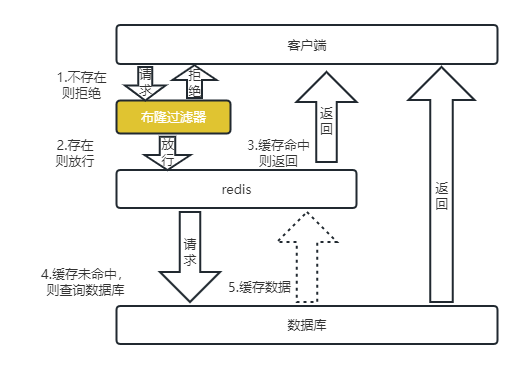 客户端
1.不存在
则拒绝
请求
拒绝
布隆过滤器
2.存在
则放行
放行
3.缓存命中
则返回
返回
redis
返回
请求
4.缓存未命中，
则查询数据库
5.缓存数据
数据库